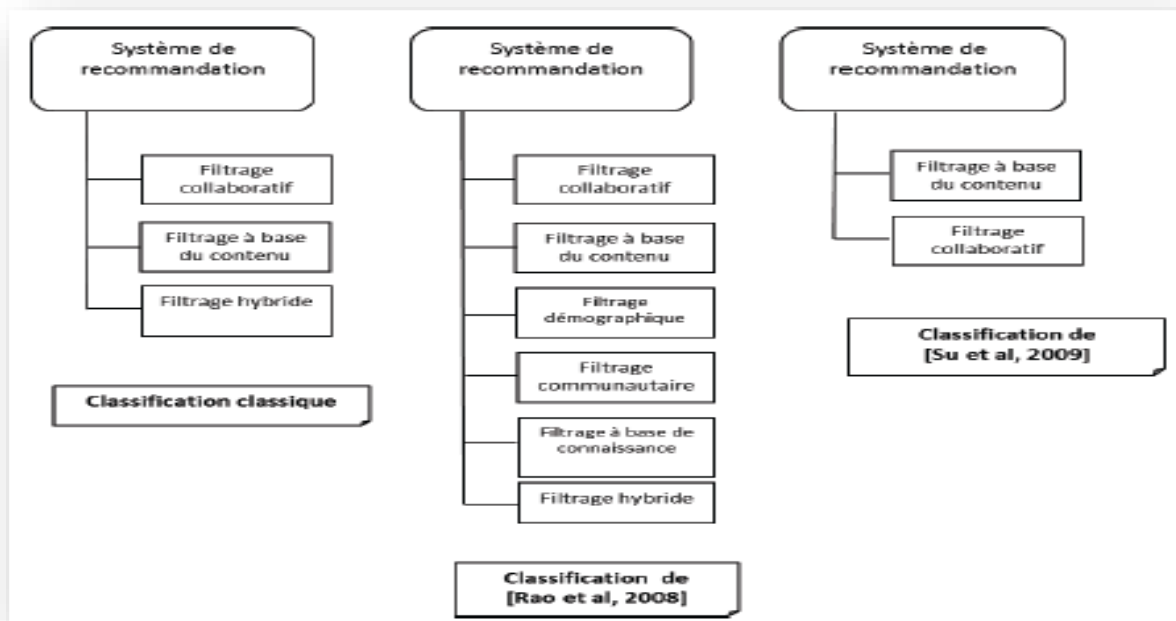 Système de
recommandation
Filtrage
collaboratif
Filtrage à base
du contenu
Filtrage hybride
Classification classique
Système de
recommandation
Filtrage
collaboratif
Filtrage à base
du contenu
Filtrage
démographique
Filtrage
communautaire
Filtrage à base de
connaissance
Filtrage hybride
Classification de
[Rao et al, 2008]
Système de
recommandation
Filtrage à base
du contenu
Filtrage
collaboratif
Classification de
[Su et al, 2009]